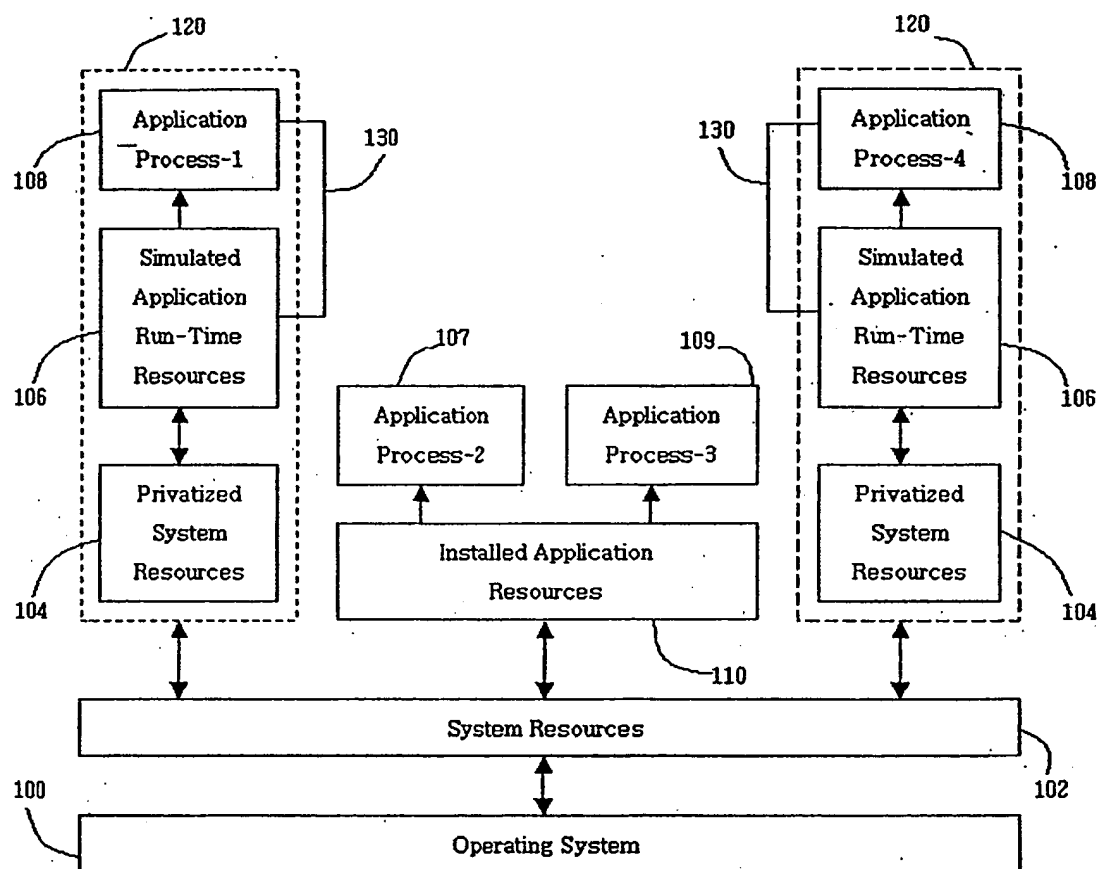 120
120
Application
Process-1
130
130
Application
Process-4
108
108
Simulated
Application
Run-Time
Resources
Simulated
Application
Run-Time
Resources
107
109
106
106
Application
Process-2
Application
Process-3
Privatized
System
Resources
Privatized
System
Resources
Installed Application
Resources
104
104
110
System Resources
102
100
Operating System